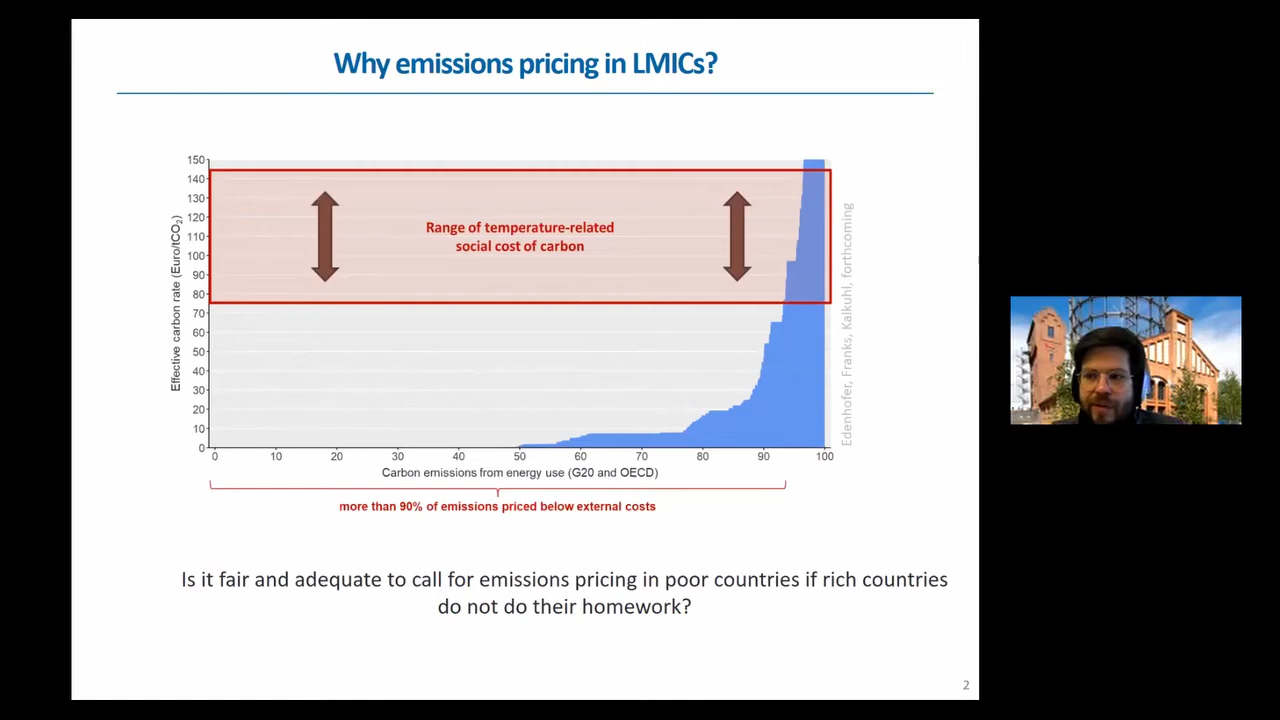 Why emissions pricing in LMICs?
150
140
130
120
110
100
90
80
70
60
50
40
30
20
10
0
Effective carbon rate (Euro/tCO2)
Range of temperature-related
social cost of carbon
Edenhofer, Franks, Kalkuhl, forthcoming
0 10 20 30 40 50 60 70 80 90 100
Carbon emissions from energy use (G20 and OECD)
more than 90% of emissions priced below external costs
Is it fair and adequate to call for emissions pricing in poor countries if rich countries
do not do their homework?
2